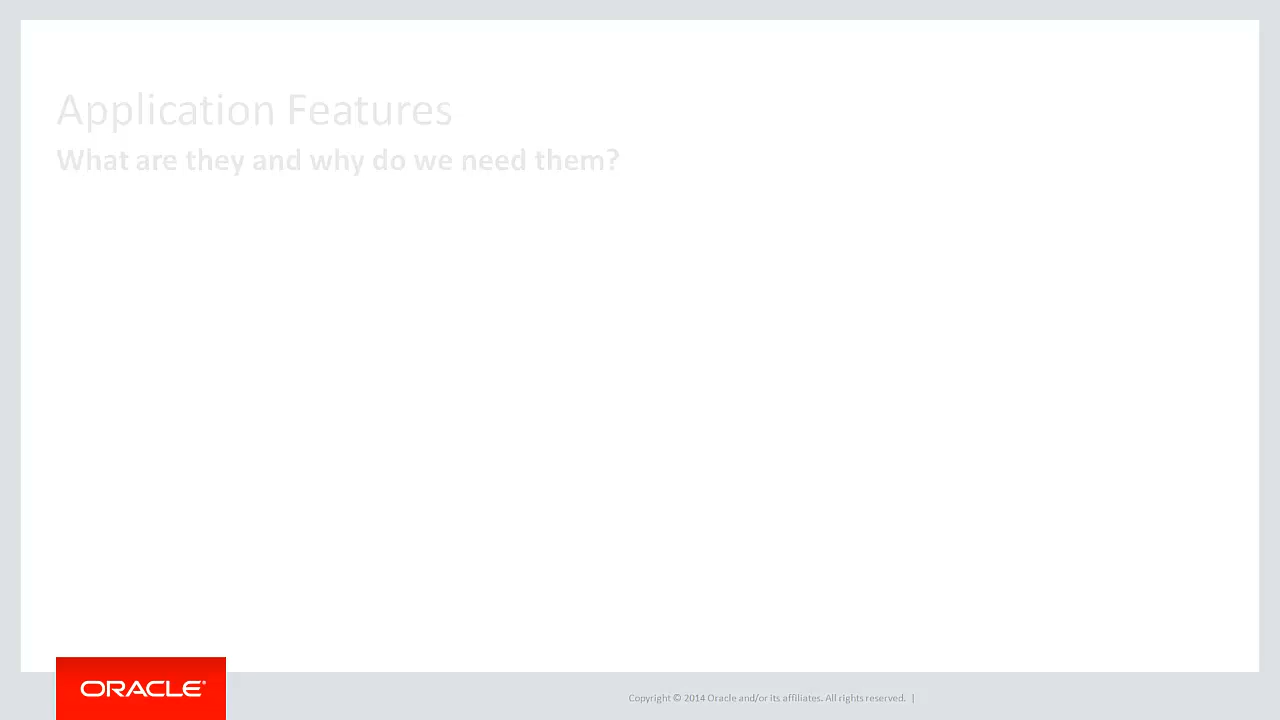 Application Features
What are they and why do we need them?
ORACLE®
Copyright © 2014 Oracle and/or its affiliates. All rights reserved. |